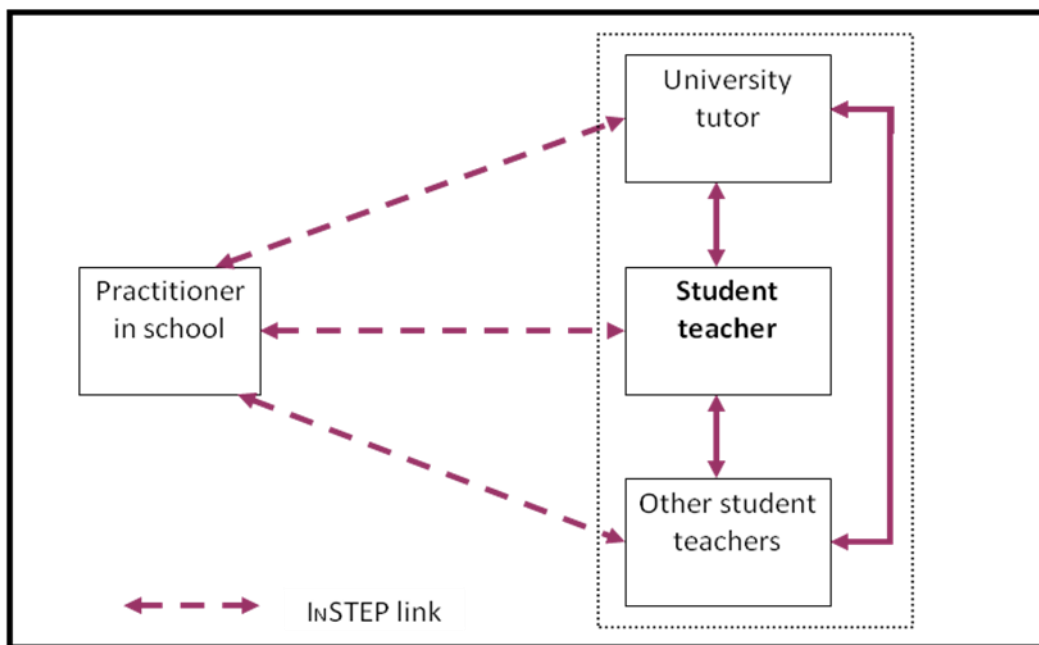 University
tutor
Practitioner
in school
Student
teacher
Other student
teachers
INSTEP link